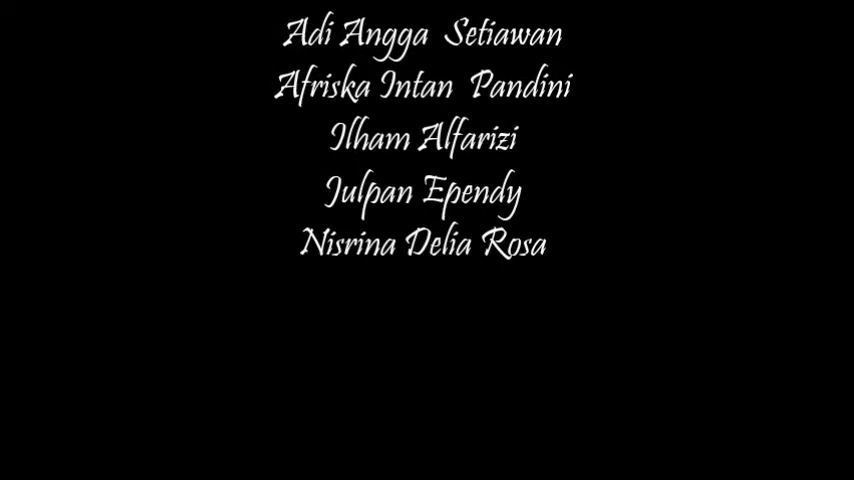 Adi Angga Setiawan
Afriska Intan Pandini
Ilham Alfarizi
Julpan Ependy
Nisrina Delia Rosa